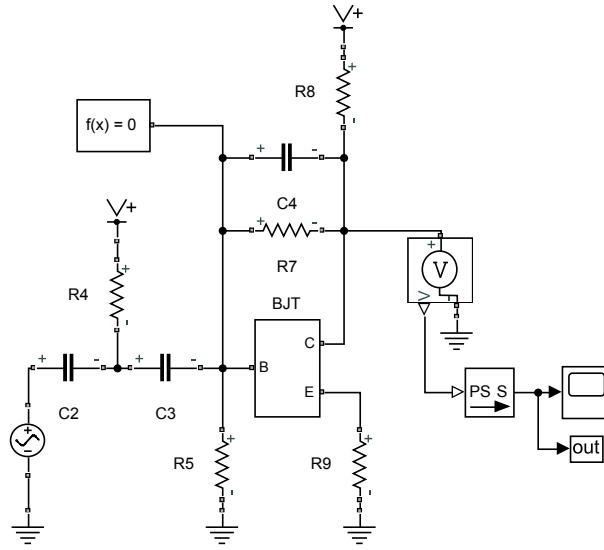 V+
R8
+
-
f(x) = 0
+
-
C4
V+
+
-
R7
+
V
V
-
R4
+
-
BJT
C
B
E
+
-
+
-
C2
C3
+
-
R5
+
-
R9
+
-
PS S
out